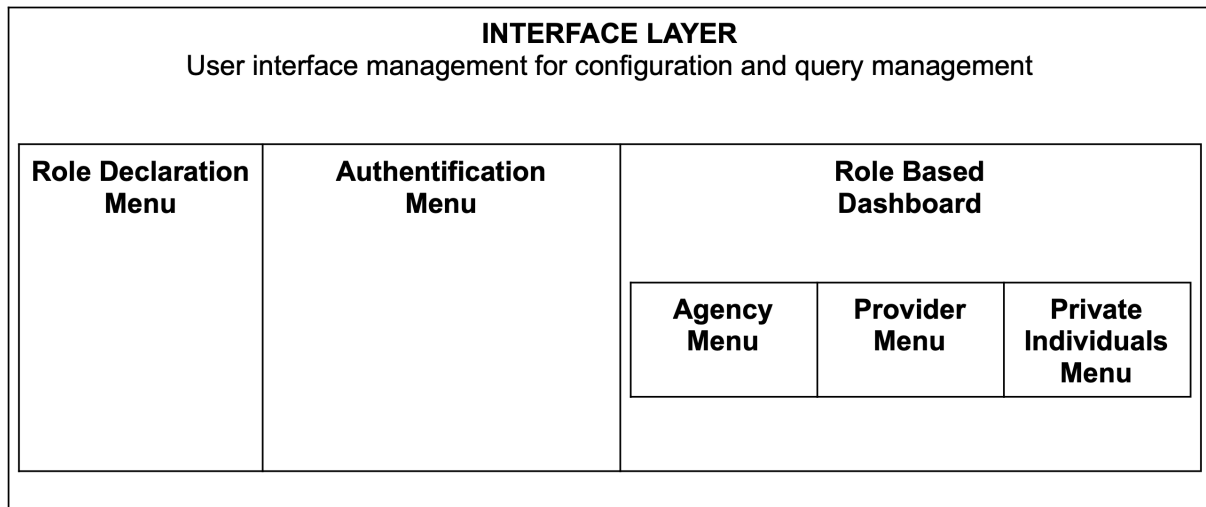 INTERFACE LAYER
User interface management for configuration and query management
Role Declaration
Menu
Authentification
Menu
Role Based
Dashboard
Agency
Menu
Provider
Menu
Private
Individuals
Menu